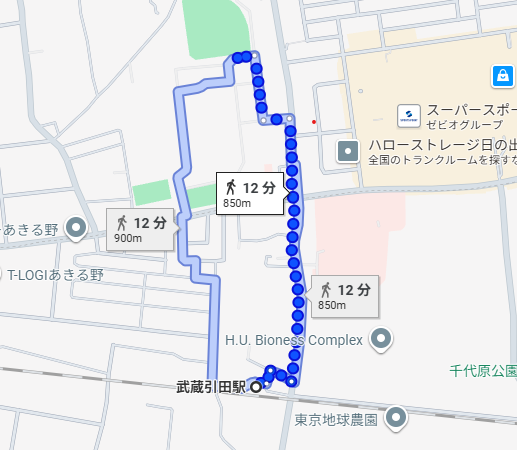 スーパースポー
ゼビオグループ
ハローストレージ日の出
全国のトランクルームを探すな
12 分
850m
12 分
900m
あきる野
T-LOGIあきる野
12 分
850m
H.U. Bioness Complex
千代原公園
武蔵引田駅
東京地球農園